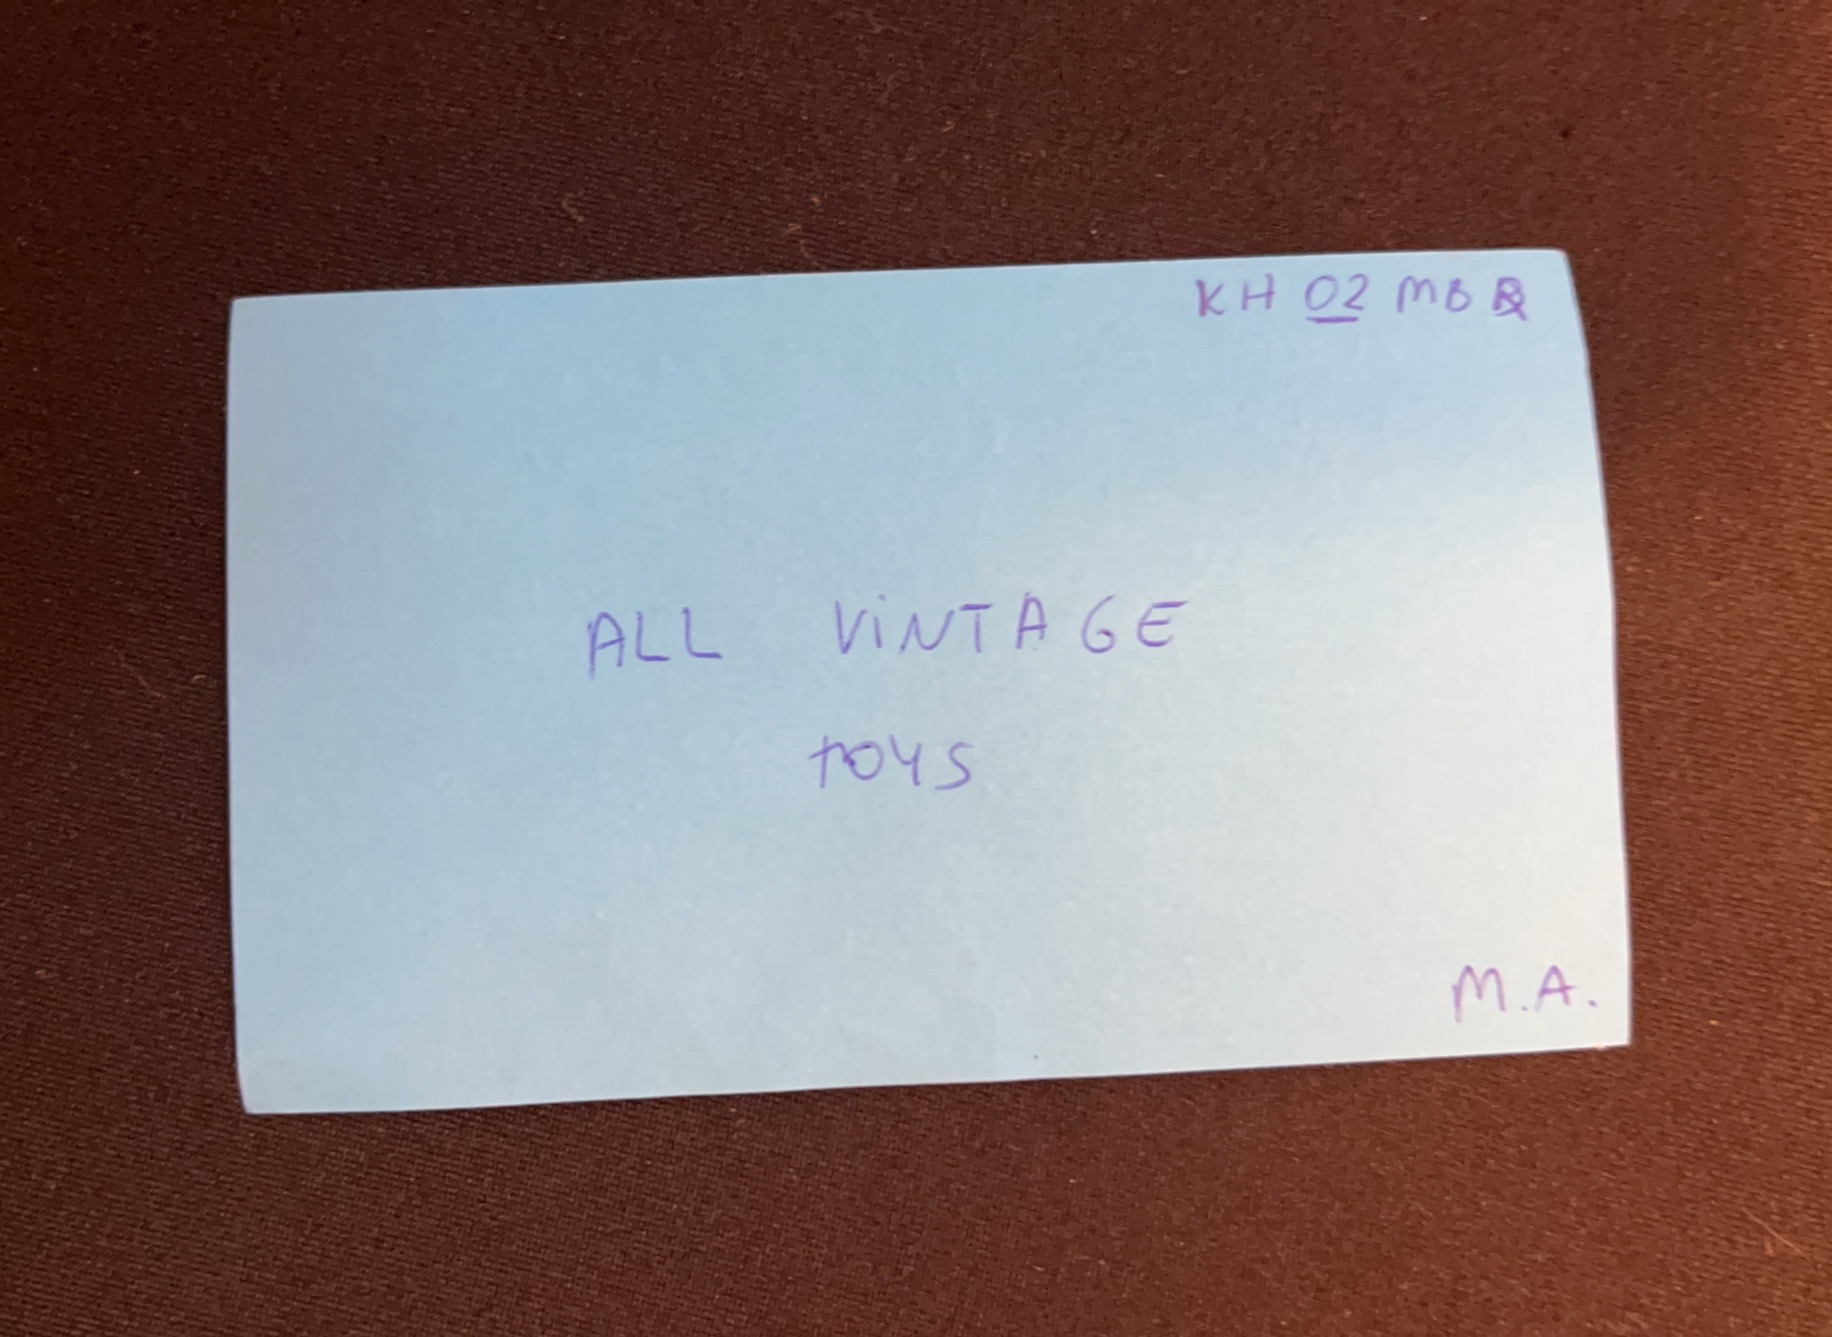 KH 02 MB
ALL ViNTAGE
tOYS
M.A.